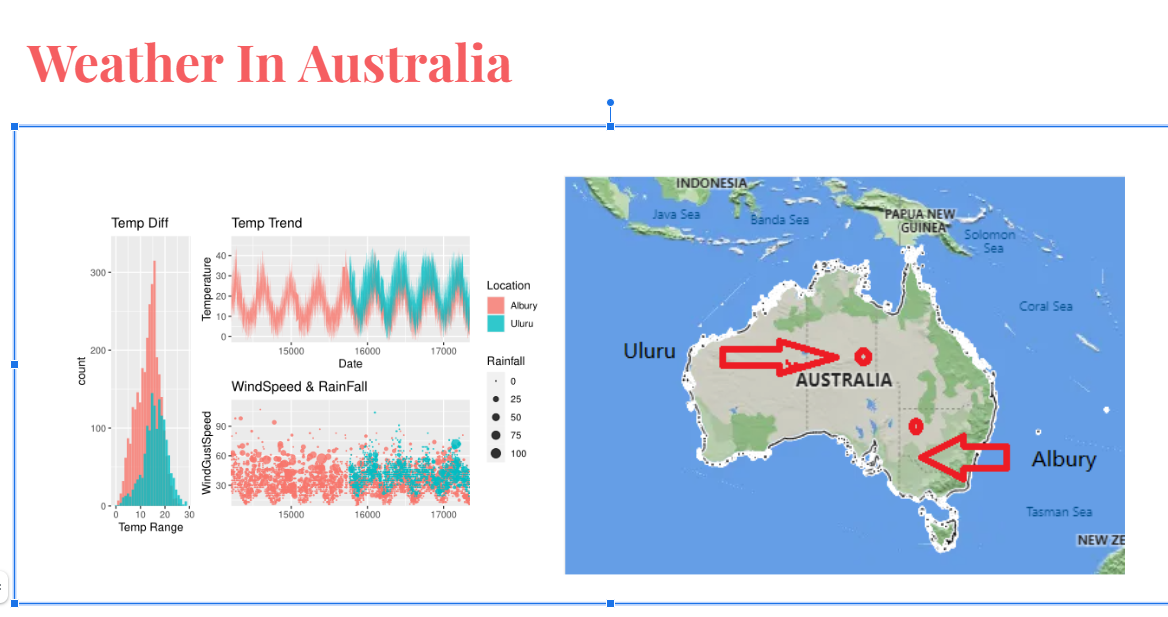 Weather In Australia
Temp Diff
300
200
100
0
count
0 10 20 30
Temp Range
Temp Trend
40
30
20
10
0
Temperature
15000 16000 17000
Date
Location
Albury
Uluru
WindSpeed & RainFall
90
60
30
WindGustSpeed
15000 16000 17000
Rainfall
0
25
50
75
100
INDONESIA
Java Sea
Banda Sea
PAPUA NEW
GUINEA
Solomon
Sea
Coral Sea
Uluru
AUSTRALIA
Albury
Tasman Sea
NEW ZE